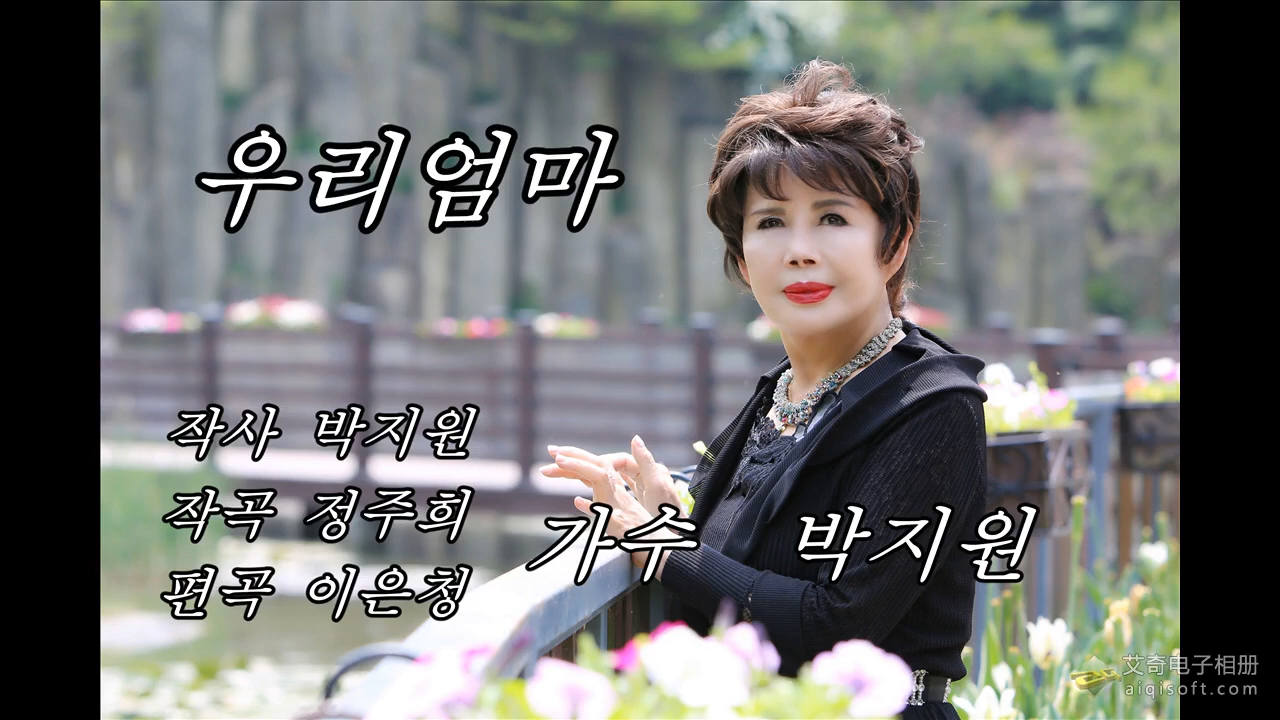 우리엄마
작사 박지원
작곡 정주희
편곡 이은청
가수 박지원
艾奇电子相册
aiqisoft.com